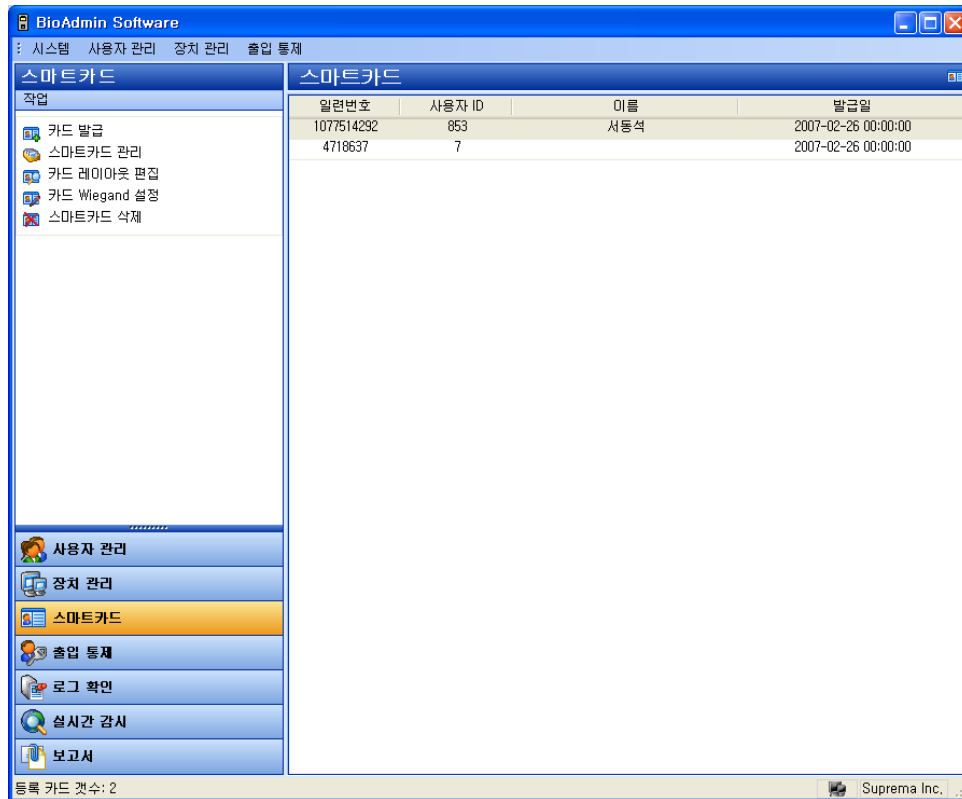 BioAdmin Software
시스템 사용자 관리 장치 관리 출입 통제
스마트카드
작업
카드 발급
스마트카드 관리
카드 레이아웃 편집
카드 Wiegand 설정
스마트카드 삭제
사용자 관리
장치 관리
스마트카드
출입 통제
로그 확인
실시간 감시
보고서
스마트카드
일련번호 사용자 ID 이름 발급일
1077514292 853 서동석 2007-02-26 00:00:00
4718637 7 2007-02-26 00:00:00
등록 카드 갯수: 2
Suprema Inc.